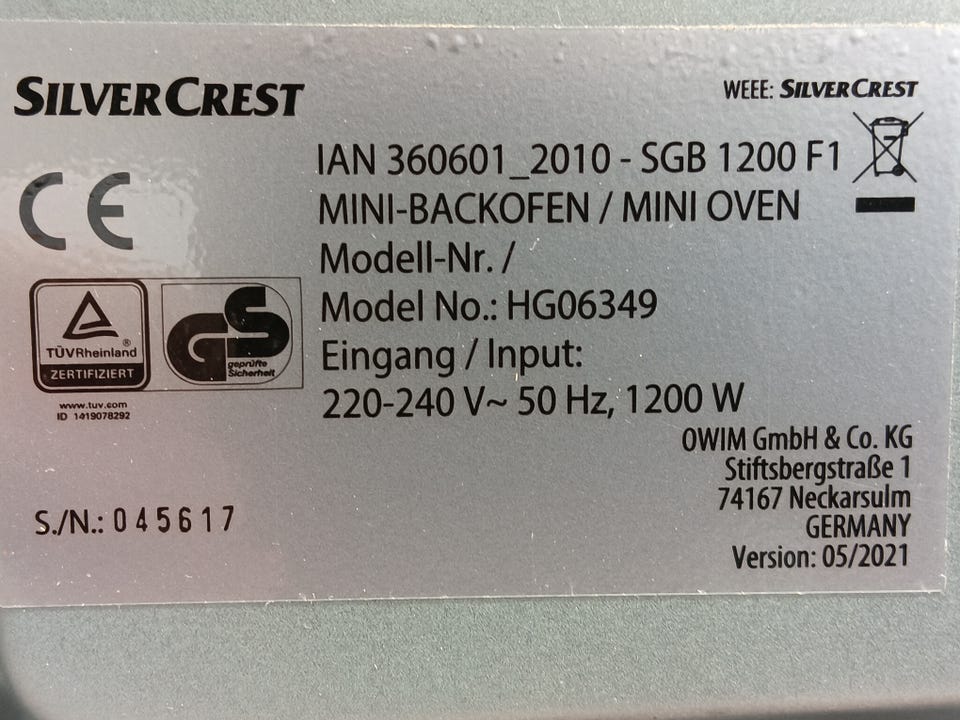 SILVERCREST
WEEE: SILVERCREST
IAN 360601_2010 - SGB 1200 F1
MINI-BACKOFEN / MINI OVEN
Modell-Nr. /
Model No.: HG06349
Eingang / Input:
220-240 V~ 50 Hz, 1200 W
CE
TÜVRheinland®
ZERTIFIZIERT
GS
geprüfte
Sicherheit
www.tuv.com
ID 1419078292
OWIM GmbH & Co. KG
Stiftsbergstraße 1
74167 Neckarsulm
GERMANY
Version: 05/2021
S./N.: 045617